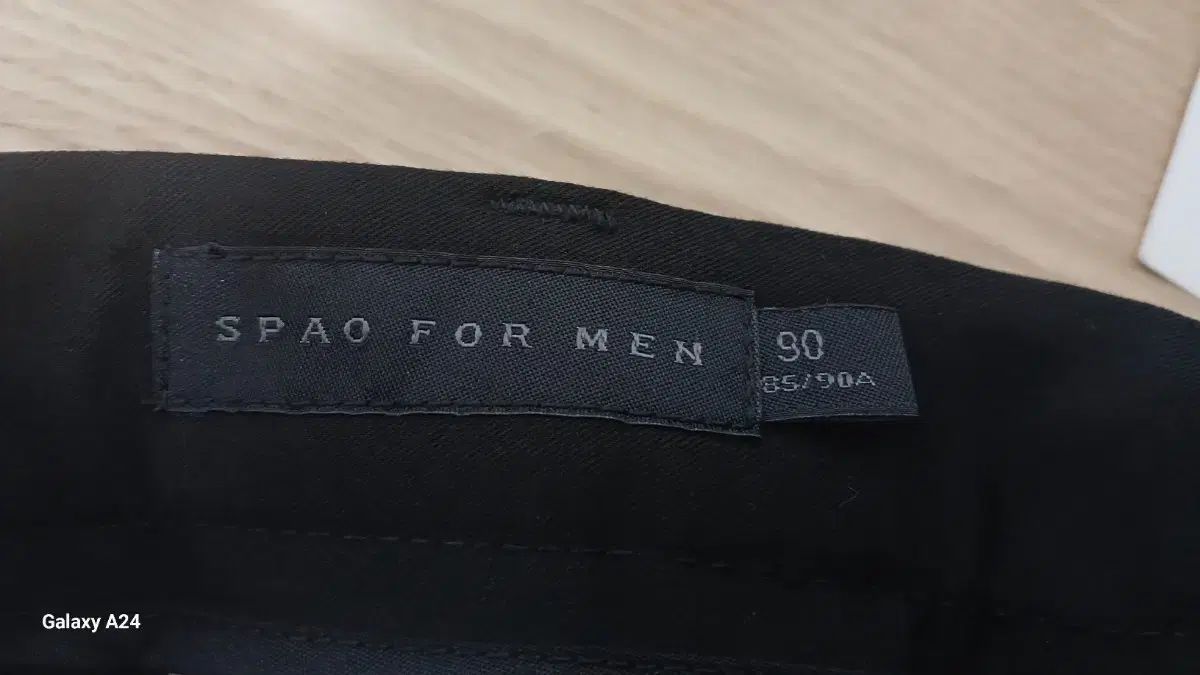 SPAO FOR MEN
90
85/90A
Galaxy A24